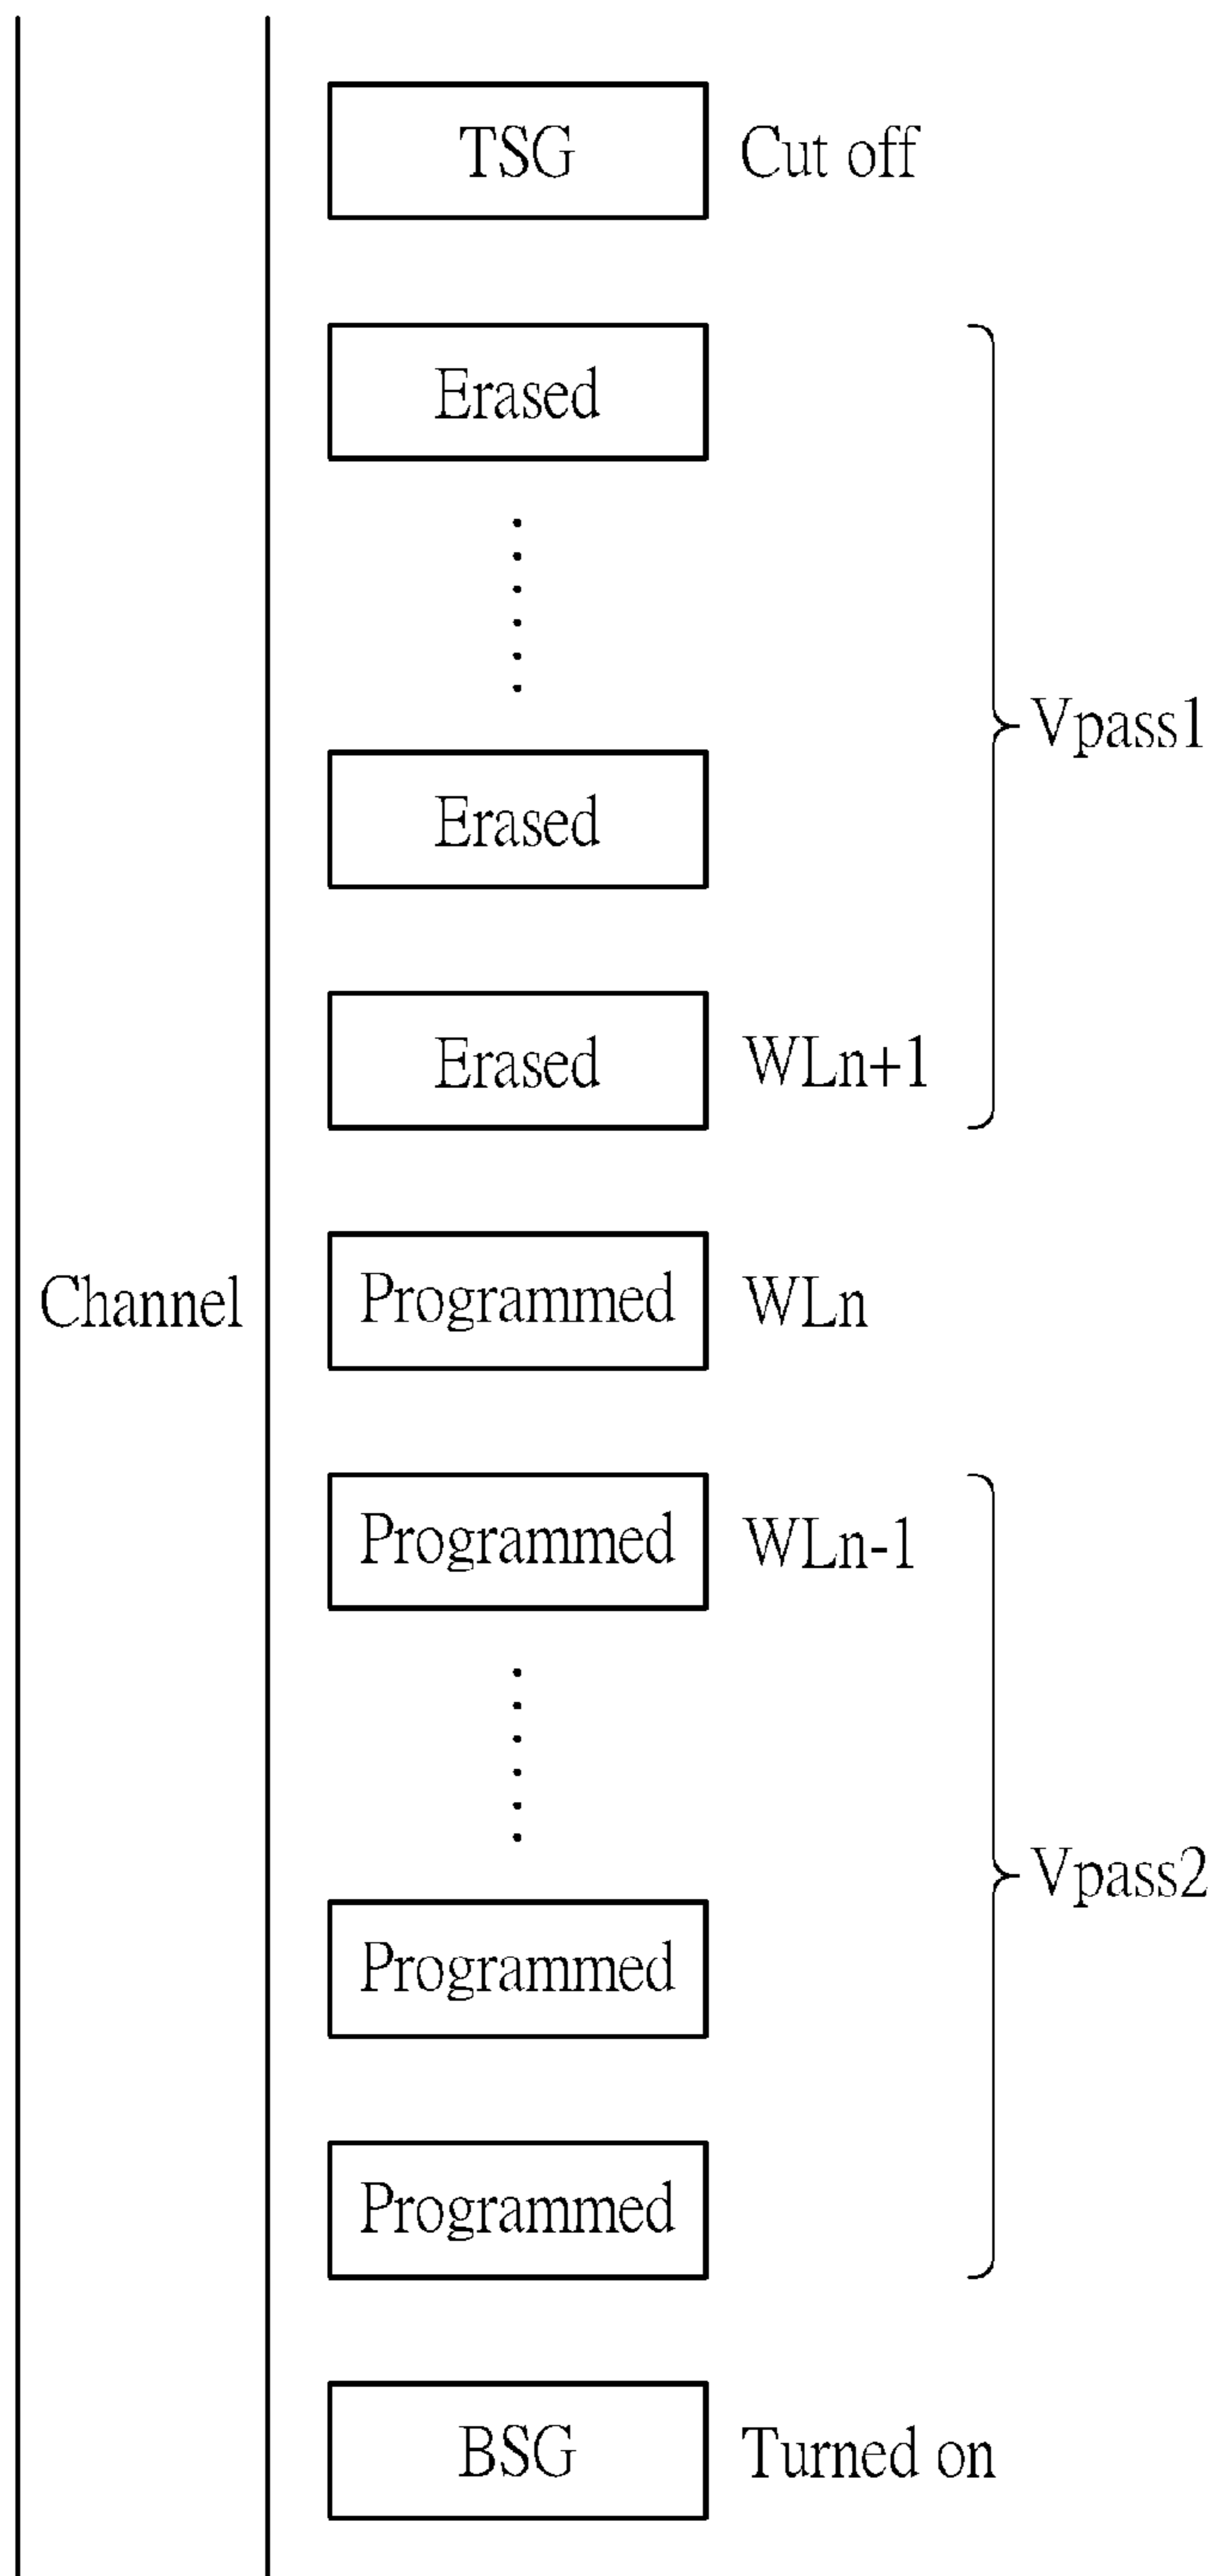 TSG Cut off
Erased
Vpass1
Erased
Erased WLn+1
Channel Programmed WLn
Programmed WLn-1
Vpass2
Programmed
Programmed
BSG Turned on